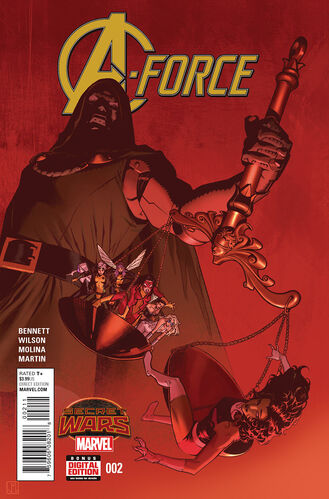 A-FORCE
BENNETT
WILSON
MOLINA
MARTIN
RATED T+
$3.99 US
DIRECT EDITION
MARVEL.COM
SECRET
WARS
MARVEL
BONUS
DIGITAL
EDITION
002